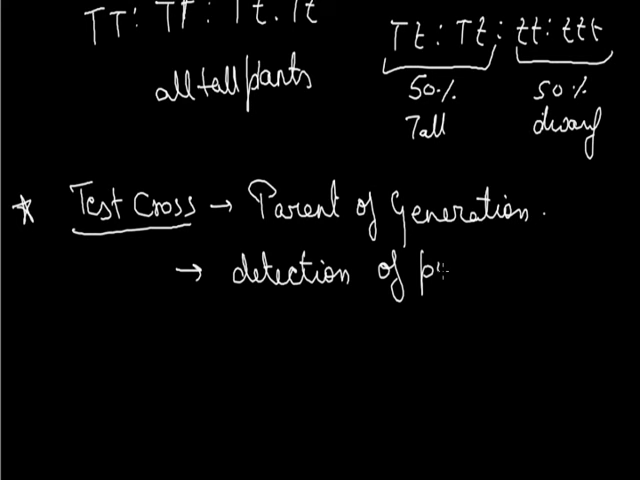 TT : TT : Tt : Tt
Tt : Tt : tt : ttt
all tall plants
50%
50%
Tall
dwarf
* Test Cross → Parent of Generation.
→ detection of p